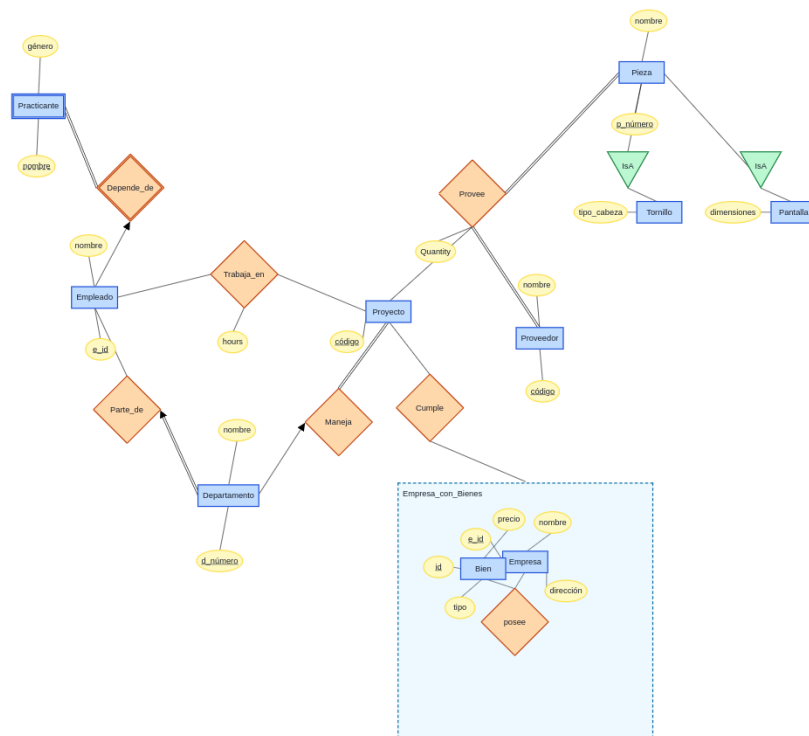 nombre
género
Pieza
Practicante
p_número
nombre
IsA
IsA
Depende_de
Provee
tipo_cabeza
Tornillo
dimensiones
Pantalla
nombre
Quantity
Trabaja_en
nombre
Empleado
Proyecto
hours
código
Proveedor
e_id
código
Parte_de
Maneja
Cumple
nombre
Departamento
Empresa_con_Bienes
precio
nombre
e_id
d_número
id
Bien
Empresa
dirección
tipo
posee